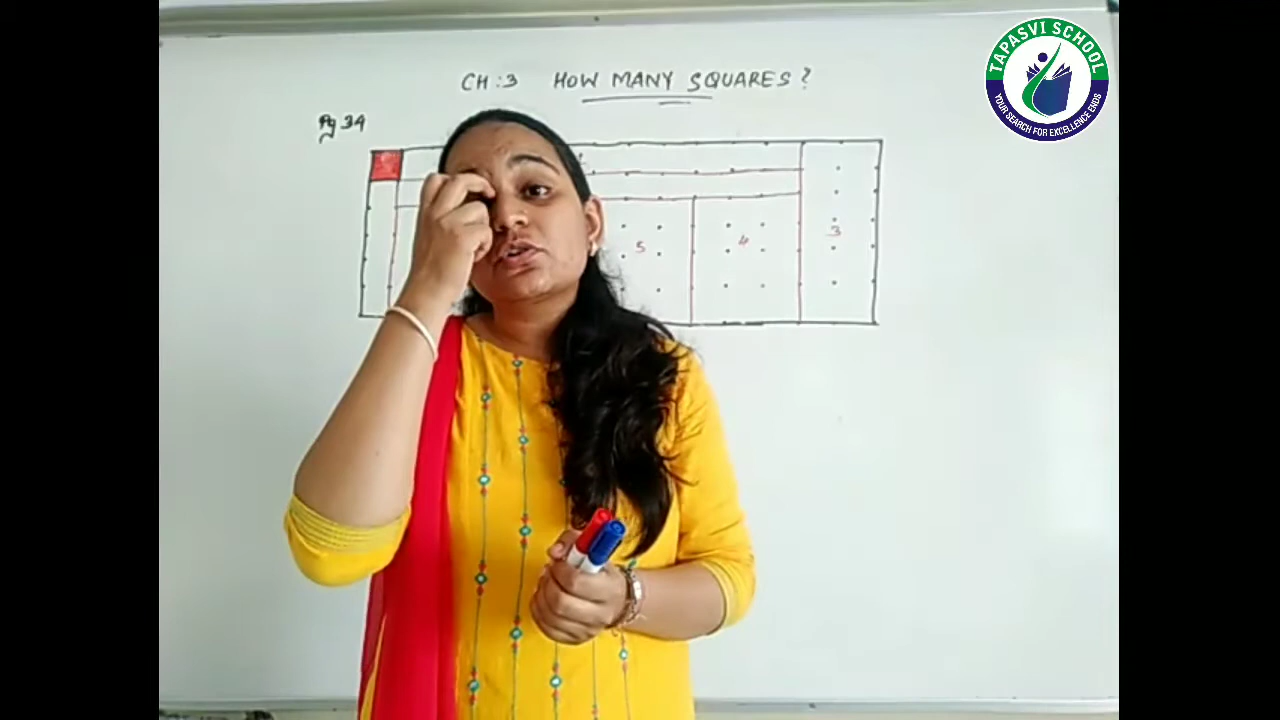 TAPASVI SCHOOL
YOUR SEARCH FOR EXCELLENCE ENDS
CH : 3 HOW MANY SQUARES ?
Pg 34
5
4
3